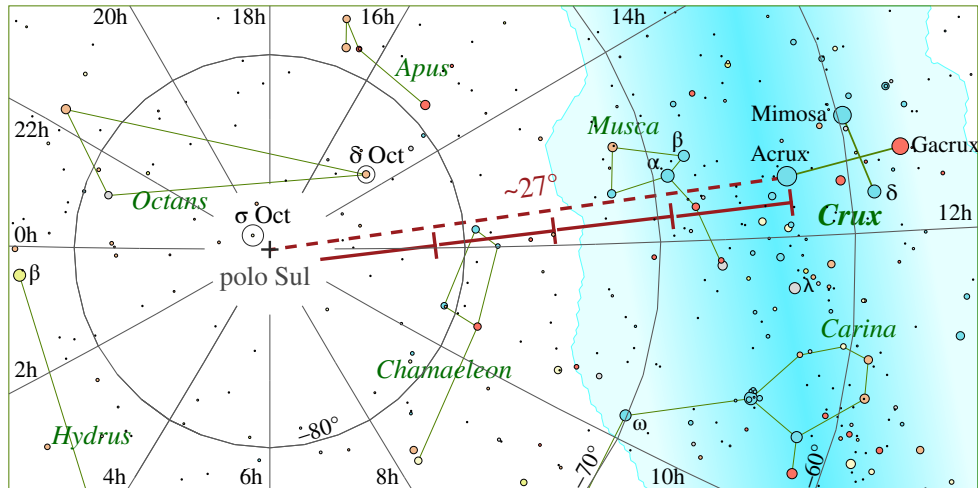 20h
18h
16h
14h
Apus
22h
Musca
β
Mimosa
α
Acrux
Gacrux
δ Oct
~27°
δ
Octans
σ Oct
Crux
12h
0h
β
polo Sul
λ
Carina
Chamaeleon
2h
ω
Hydrus
–80°
–70°
–60°
4h
6h
8h
10h